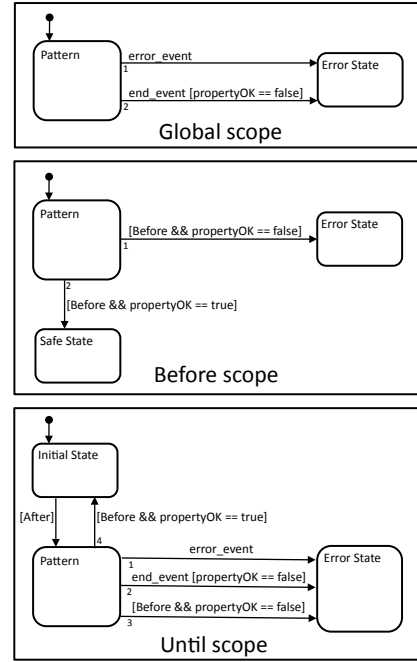 Pattern
error_event
1
Error State
end_event [propertyOK == false]
2
Global scope
Pattern
[Before && propertyOK == false]
1
Error State
2
[Before && propertyOK == true]
Safe State
Before scope
Initial State
[After]
[Before && propertyOK == true]
4
Pattern
error_event
1
Error State
end_event [propertyOK == false]
2
[Before && propertyOK == false]
3
Until scope